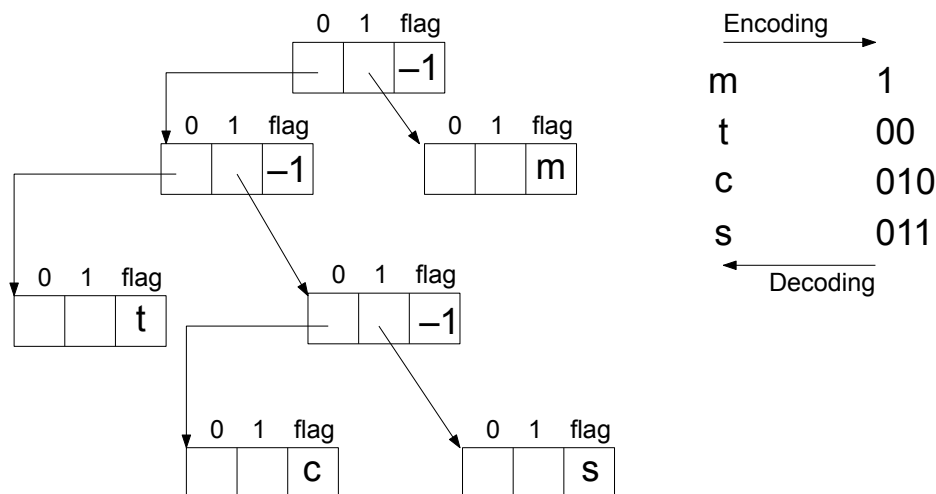 0 1 flag
–1
0 1 flag
–1
0 1 flag
m
0 1 flag
t
0 1 flag
–1
0 1 flag
c
0 1 flag
s
Encoding
m 1
t 00
c 010
s 011
Decoding